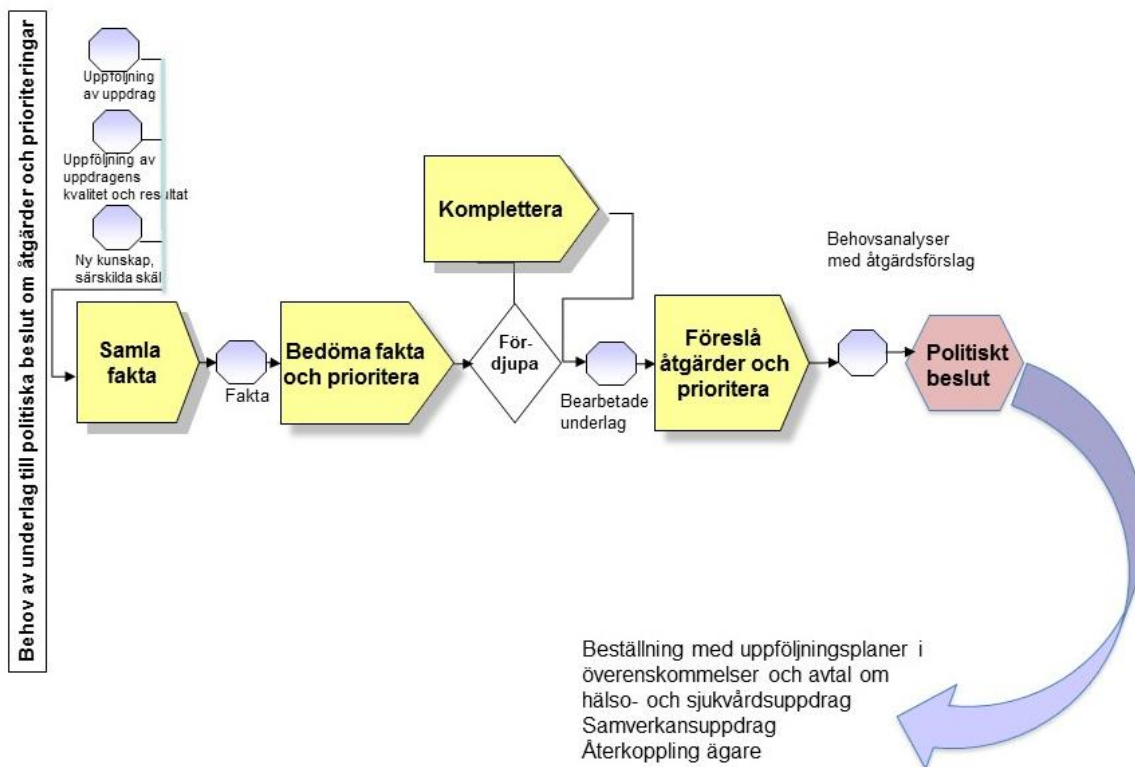 Behov av underlag till politiska beslut om åtgärder och prioriteringar
Uppföljning
av uppdrag
Uppföljning av
uppdragens
kvalitet och resultat
Ny kunskap,
särskilda skäl
Samla
fakta
Fakta
Bedöma fakta
och prioritera
Komplettera
För-
djupa
Bearbetade
underlag
Föreslå
åtgärder och
prioritera
Behovsanalyser
med åtgärdsförslag
Politiskt
beslut
Beställning med uppföljningsplaner i
överenskommelser och avtal om
hälso- och sjukvårdsuppdrag
Samverkansuppdrag
Återkoppling ägare